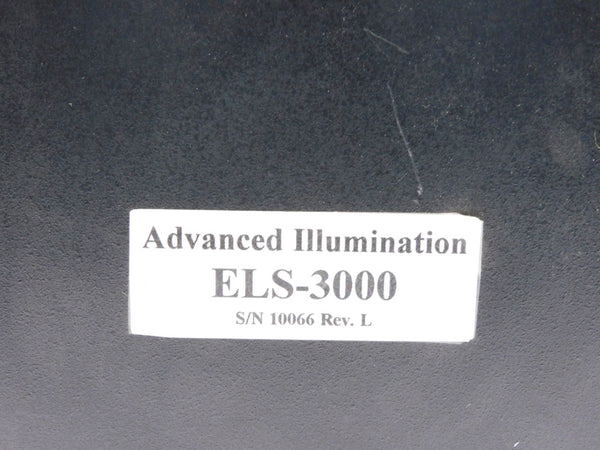 Advanced Illumination
ELS-3000
S/N 10066 Rev. L